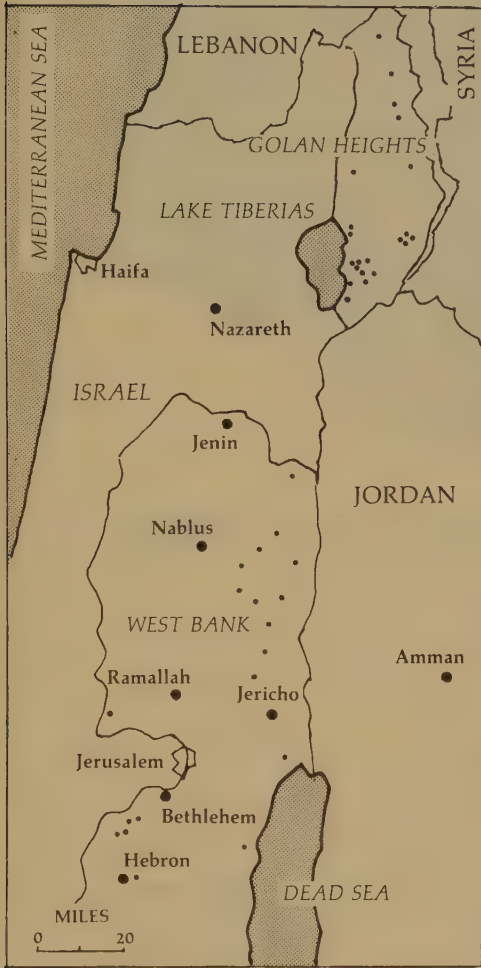 LEBANON
SYRIA
MEDITERRANEAN SEA
GOLAN HEIGHTS
LAKE TIBERIAS
Haifa
Nazareth
ISRAEL
Jenin
JORDAN
Nablus
WEST BANK
Amman
Ramallah
Jericho
Jerusalem
Bethlehem
Hebron
DEAD SEA
MILES
0 20